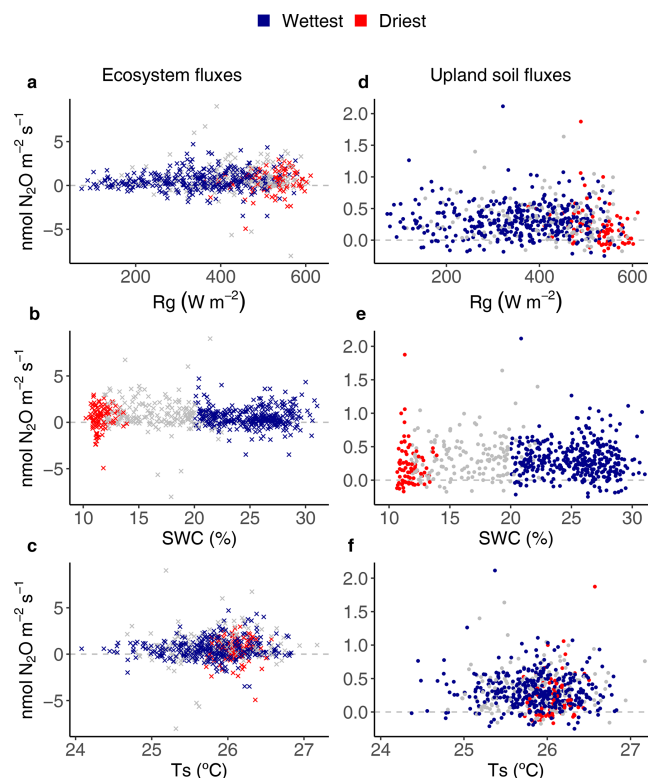 Wettest Driest
Ecosystem fluxes
Upland soil fluxes
a
nmol N₂O m⁻² s⁻¹
5
0
−5
200 400 600
Rg (W m⁻²)
d
2.0
1.5
1.0
0.5
0.0
200 400 600
Rg (W m⁻²)
b
nmol N₂O m⁻² s⁻¹
5
0
−5
10 15 20 25 30
SWC (%)
e
2.0
1.5
1.0
0.5
0.0
10 15 20 25 30
SWC (%)
c
nmol N₂O m⁻² s⁻¹
5
0
−5
24 25 26 27
Ts (ºC)
f
2.0
1.5
1.0
0.5
0.0
24 25 26 27
Ts (ºC)